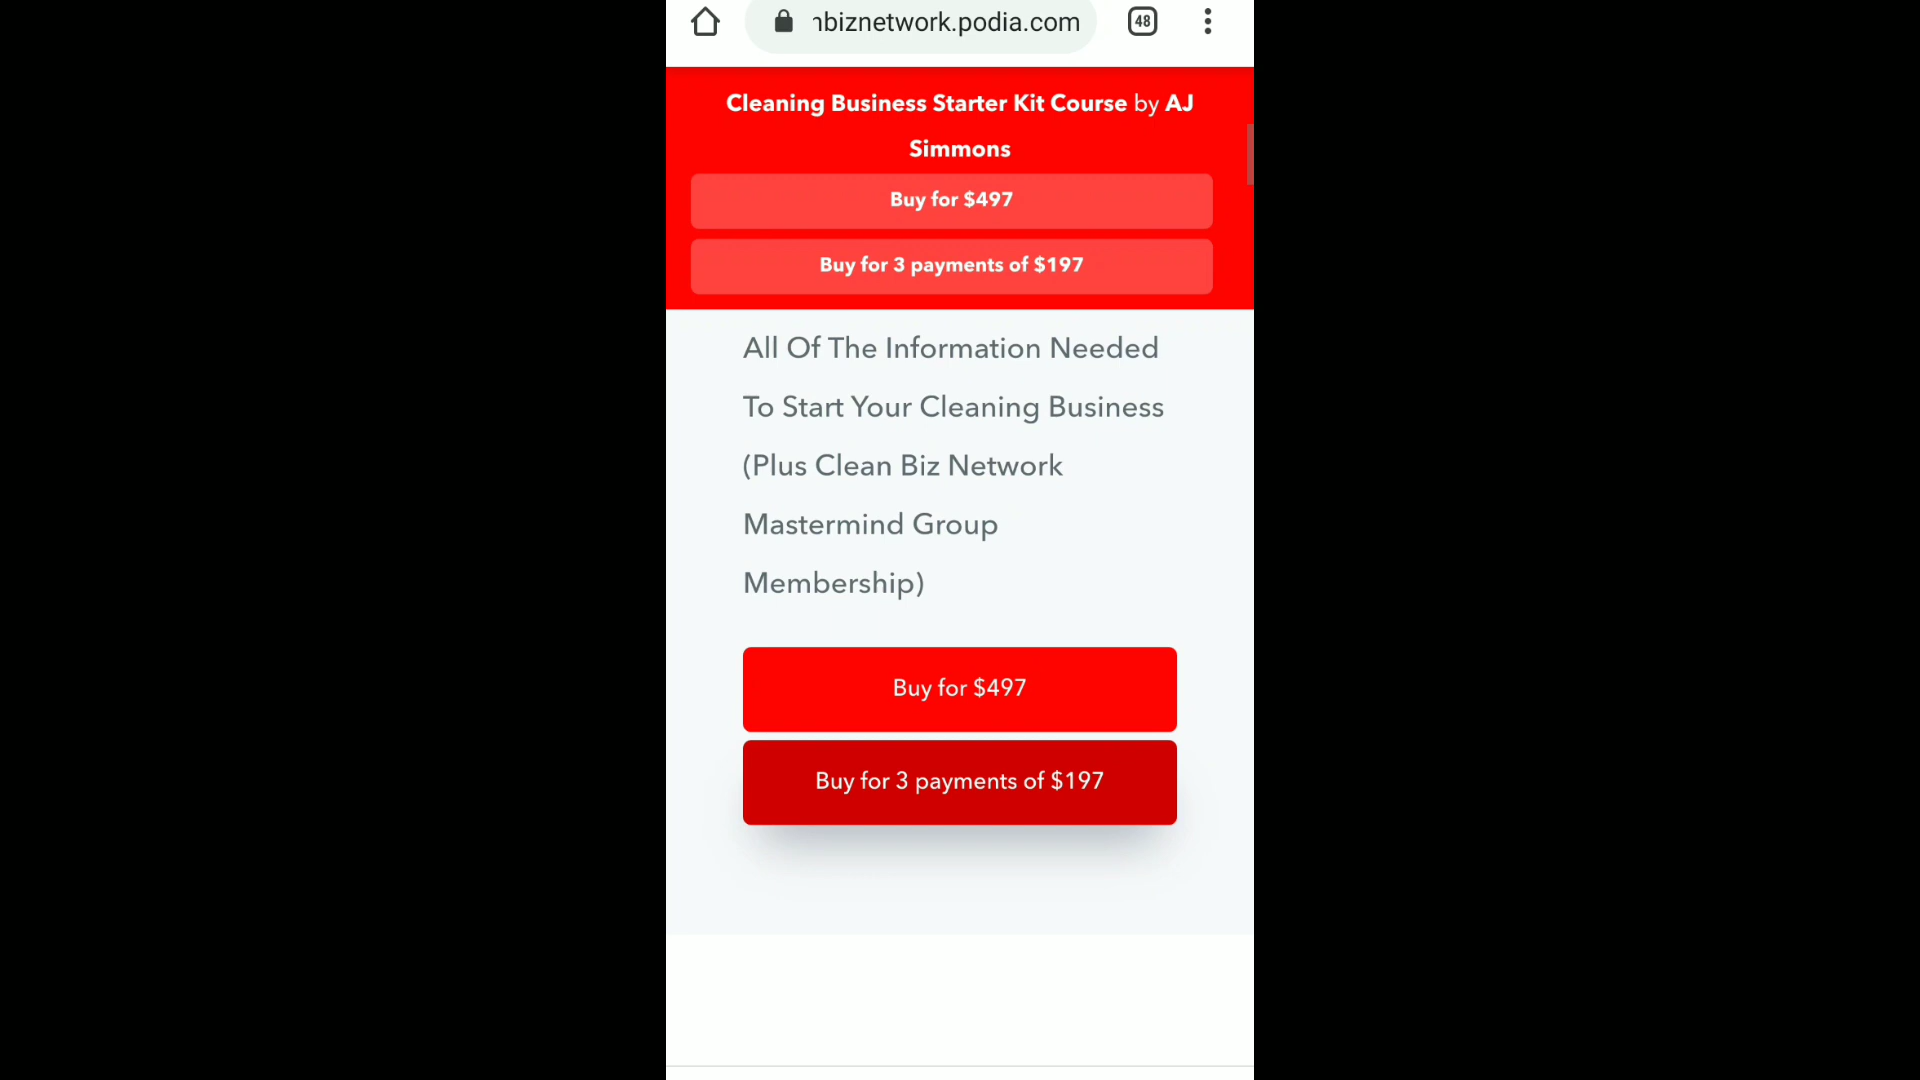 nbiznetwork.podia.com
48
Cleaning Business Starter Kit Course by AJ
Simmons
Buy for $497
Buy for 3 payments of $197
All Of The Information Needed
To Start Your Cleaning Business
(Plus Clean Biz Network
Mastermind Group
Membership)
Buy for $497
Buy for 3 payments of $197